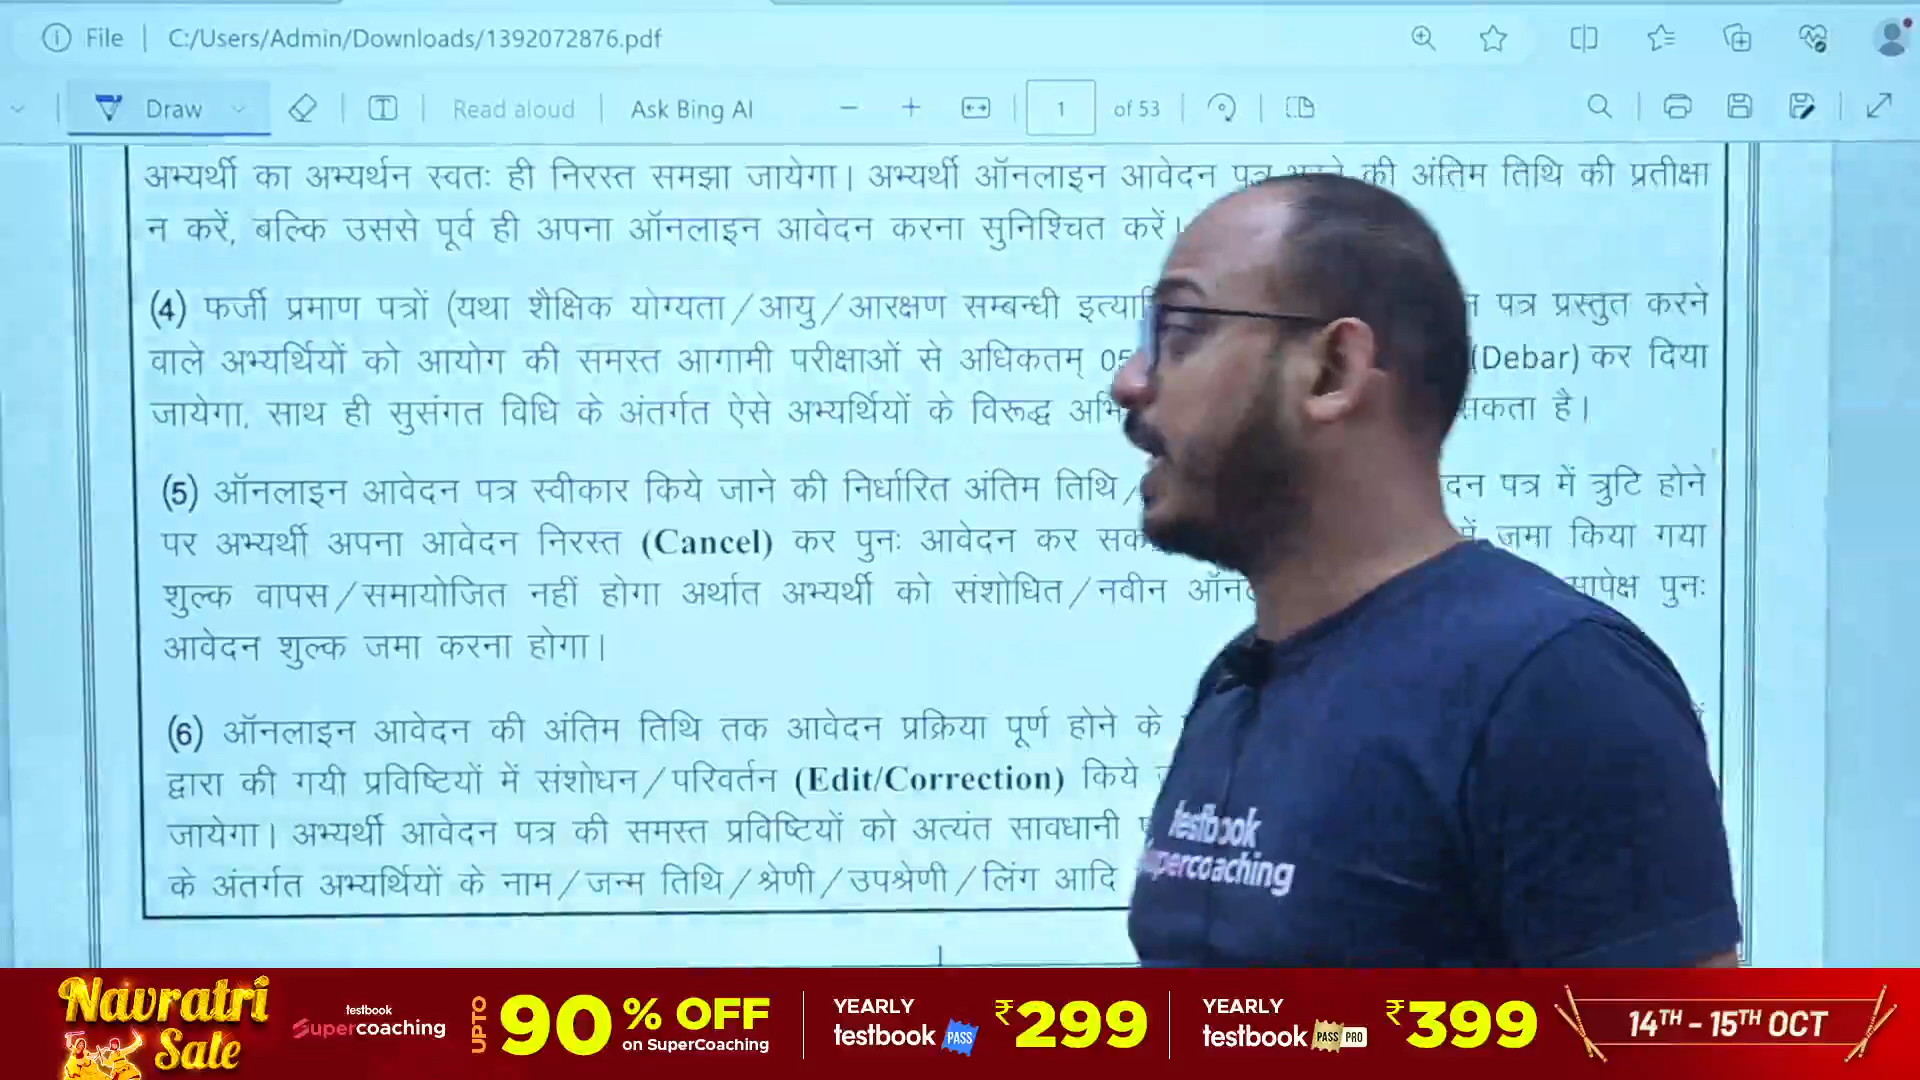 File | C:/Users/Admin/Downloads/1392072876.pdf
Draw Read aloud Ask Bing AI 1 of 53
अभ्यर्थी का अभ्यर्थन स्वतः ही निरस्त समझा जायेगा। अभ्यर्थी ऑनलाइन आवेदन पत्र की अंतिम तिथि की प्रतीक्षा
न करें, बल्कि उससे पूर्व ही अपना ऑनलाइन आवेदन करना सुनिश्चित करें।
(4) फर्जी प्रमाण पत्रों (यथा शैक्षिक योग्यता/आयु/आरक्षण सम्बन्धी पत्र प्रस्तुत करने
वाले अभ्यर्थियों को आयोग की समस्त आगामी परीक्षाओं से अधिकतम् (Debar) कर दिया
जायेगा, साथ ही सुसंगत विधि के अंतर्गत ऐसे अभ्यर्थियों के विरूद्ध सकता है।
(5) ऑनलाइन आवेदन पत्र स्वीकार किये जाने की निर्धारित अंतिम तिथि पत्र में त्रुटि होने
पर अभ्यर्थी अपना आवेदन निरस्त (Cancel) कर पुनः आवेदन कर में जमा किया गया
शुल्क वापस/समायोजित नहीं होगा अर्थात अभ्यर्थी को संशोधित/नवीन पुनः
आवेदन शुल्क जमा करना होगा।
(6) ऑनलाइन आवेदन की अंतिम तिथि तक आवेदन प्रक्रिया पूर्ण होने के
द्वारा की गयी प्रविष्टियों में संशोधन/परिवर्तन (Edit/Correction) किये
जायेगा। अभ्यर्थी आवेदन पत्र की समस्त प्रविष्टियों को अत्यंत सावधानी
के अंतर्गत अभ्यर्थियों के नाम/जन्म तिथि/श्रेणी/उपश्रेणी/लिंग आदि
testbook
supercoaching
Navratri
Sale
testbook
Supercoaching
UPTO 90% OFF
on SuperCoaching
YEARLY
testbook PASS ₹299
YEARLY
testbook PASS PRO ₹399
14TH - 15TH OCT